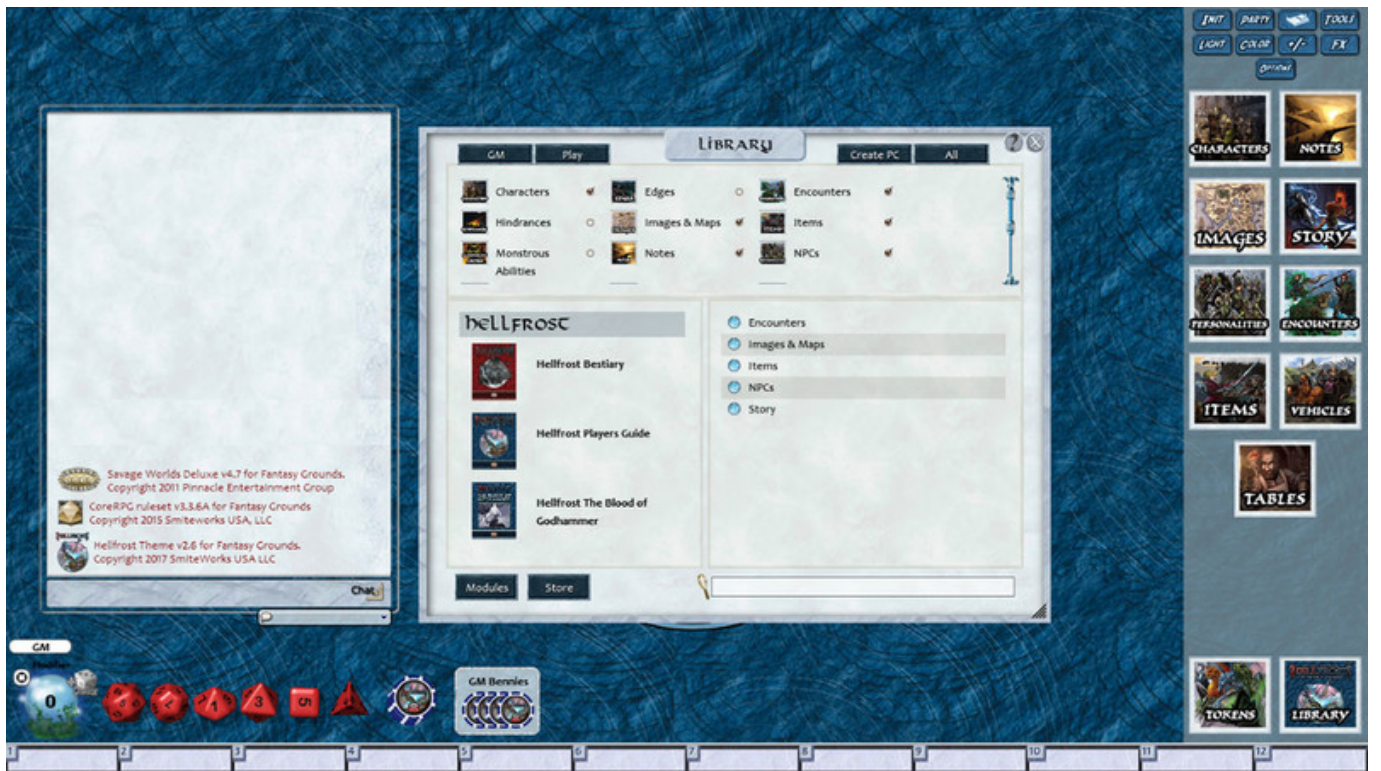 INIT PARTY TOOLS
LIGHT COLOR +/- FX
OPTIONS
CHARACTERS NOTES
IMAGES STORY
PERSONALITIES ENCOUNTERS
ITEMS VEHICLES
TABLES
TOKENS LIBRARY
LIBRARY
GM Play Create PC All
Characters Edges Encounters
Hindrances Images & Maps Items
Monstrous Notes NPCs
Abilities
HELLFROST
Hellfrost Bestiary
Hellfrost Players Guide
Hellfrost The Blood of
Godhammer
Encounters
Images & Maps
Items
NPCs
Story
Modules Store
Savage Worlds Deluxe v4.7 for Fantasy Grounds.
Copyright 2011 Pinnacle Entertainment Group
CoreRPG ruleset v3.3.6A for Fantasy Grounds
Copyright 2015 Smiteworks USA, LLC
Hellfrost Theme v2.6 for Fantasy Grounds.
Copyright 2017 SmiteWorks USA LLC
Chat
GM
Modifier
0
1 3 5
GM Bennies
1 2 3 4 5 6 7 8 9 10 11 12